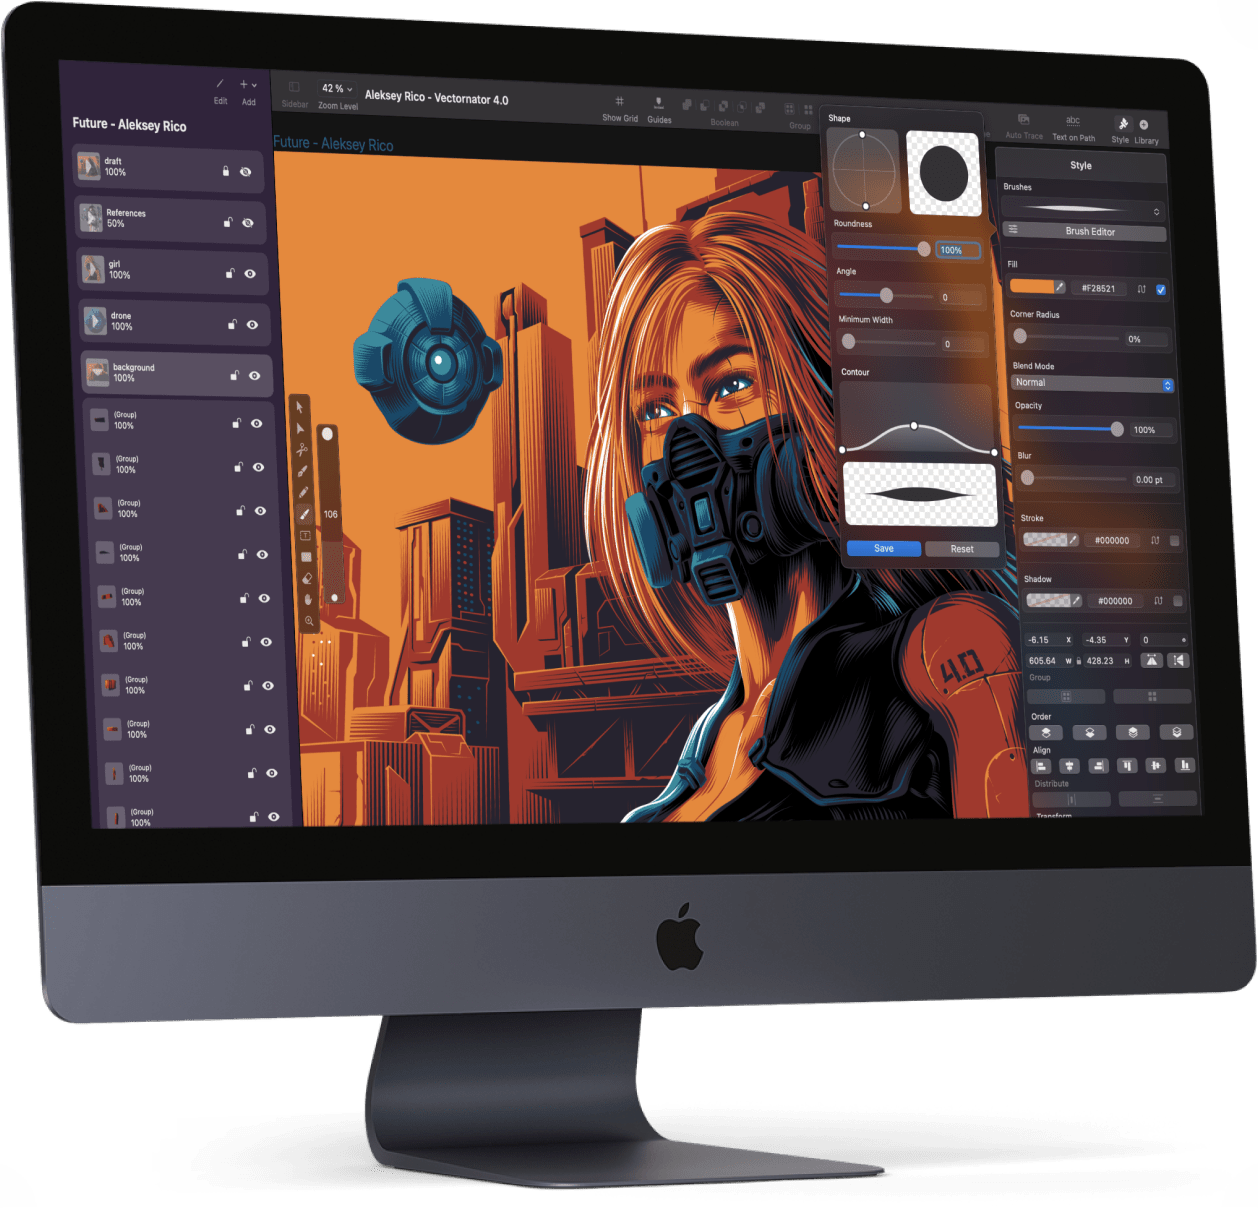 Edit
Add
Future - Aleksey Rico
draft
100%
References
50%
girl
100%
drone
100%
background
100%
(Group)
100%
(Group)
100%
(Group)
100%
(Group)
100%
(Group)
100%
(Group)
100%
(Group)
100%
(Group)
100%
(Group)
100%
(Group)
100%
Sidebar
42 %
Zoom Level
Aleksey Rico - Vectornator 4.0
Show Grid
Guides
Boolean
Group
Auto Trace
abc
Text on Path
Style
Library
Future - Aleksey Rico
106
T
4.0
Shape
Roundness
100%
Angle
0
Minimum Width
0
Contour
Save
Reset
Style
Brushes
Brush Editor
Fill
#F28521
Corner Radius
0%
Blend Mode
Normal
Opacity
100%
Blur
0.00 pt
Stroke
#000000
Shadow
#000000
-6.15 X -4.35 Y 0
605.64 W 428.23 H
Group
Order
Align
Distribute
Transform